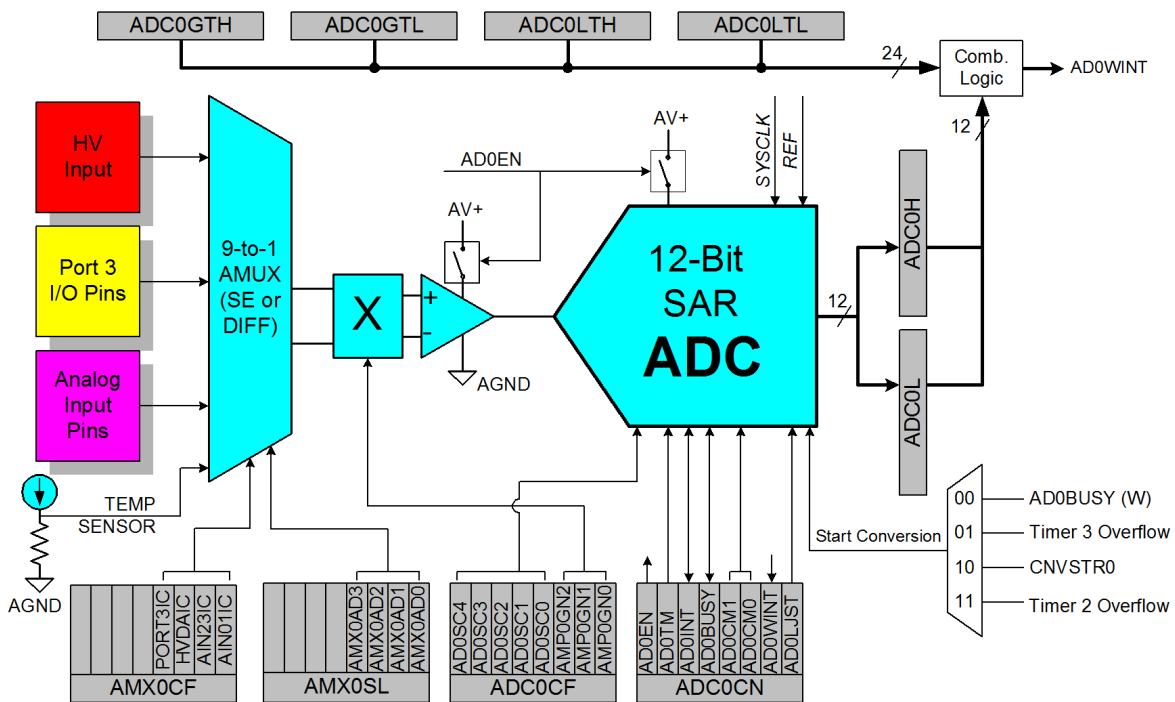 ADC0GTH
ADC0GTL
ADC0LTH
ADC0LTL
24
Comb.
Logic
AD0WINT
12
HV
Input
Port 3
I/O Pins
Analog
Input
Pins
9-to-1
AMUX
(SE or
DIFF)
X
+
-
AV+
AGND
AD0EN
AV+
SYSCLK
REF
12-Bit
SAR
ADC
12
ADC0H
ADC0L
TEMP
SENSOR
AGND
Start Conversion
00
AD0BUSY (W)
01
Timer 3 Overflow
10
CNVSTR0
11
Timer 2 Overflow
PORT3IC
HVDAIC
AIN23IC
AIN01IC
AMX0CF
AMX0AD3
AMX0AD2
AMX0AD1
AMX0AD0
AMX0SL
AD0SC4
AD0SC3
AD0SC2
AD0SC1
AD0SC0
AMP0GN2
AMP0GN1
AMP0GN0
ADC0CF
AD0EN
AD0TM
AD0INT
AD0BUSY
AD0CM1
AD0CM0
AD0WINT
AD0LJST
ADC0CN